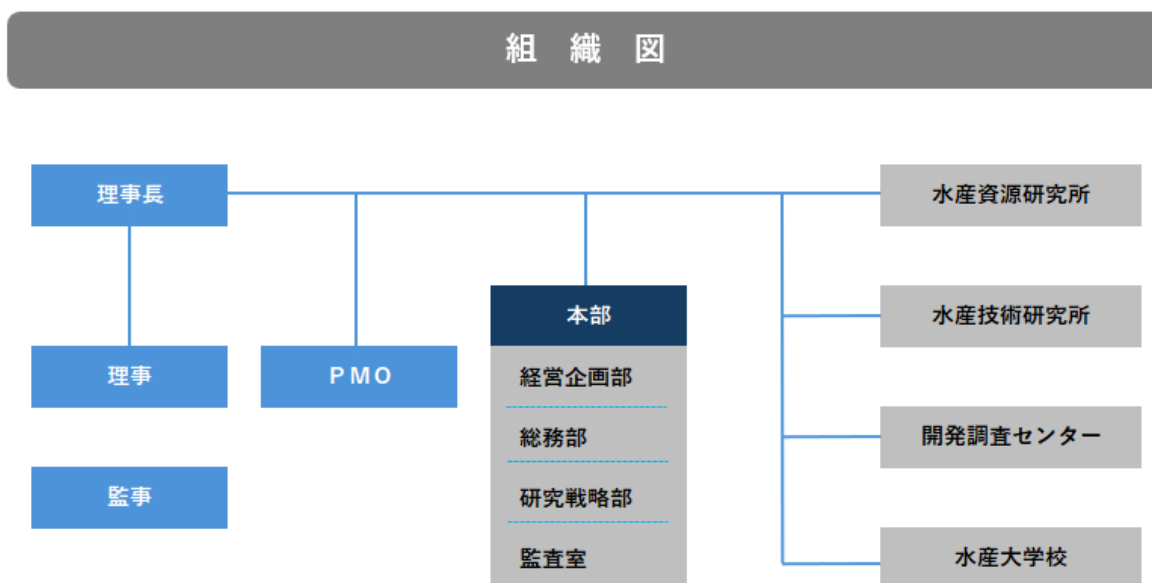 組 織 図
理事長
理事
監事
PMO
本部
経営企画部
総務部
研究戦略部
監査室
水産資源研究所
水産技術研究所
開発調査センター
水産大学校